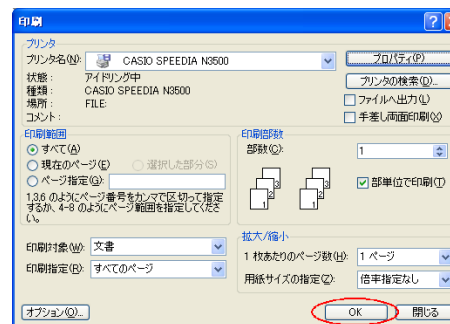 印刷
プリンタ
プリンタ名(N): CASIO SPEEDIA N3500
プロパティ(P)
状態: アイドリング中
プリンタの検索(D)...
種類: CASIO SPEEDIA N3500
場所: FILE:
ファイルへ出力(L)
コメント:
手差し両面印刷(X)
印刷範囲
すべて(A)
現在のページ(E) 選択した部分(S)
ページ指定(G):
1,3,6 のようにページ番号をカンマで区切って指定
するか、4-8 のようにページ範囲を指定してくださ
い。
印刷部数
部数(C): 1
部単位で印刷(T)
1 2 3 1 2 3
印刷対象(W): 文書
印刷指定(R): すべてのページ
拡大/縮小
1 枚あたりのページ数(H): 1 ページ
用紙サイズの指定(Z): 倍率指定なし
オプション(O)...
OK
閉じる